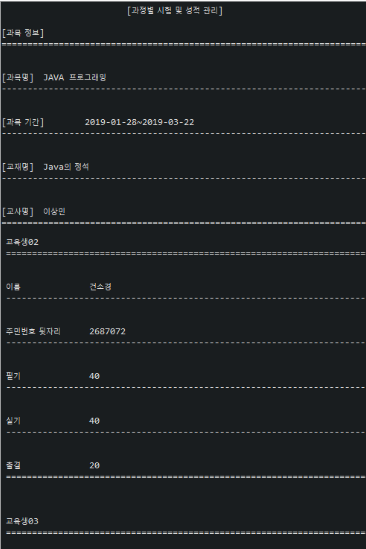 [과정별 시험 및 성적 관리]
[과목 정보]
[과목명] JAVA 프로그래밍
[과목 기간] 2019-01-28~2019-03-22
[교재명] Java의 정석
[교사명] 이상민
교육생02
이름 견소경
주민번호 뒷자리 2687072
필기 40
실기 40
출결 20
교육생03